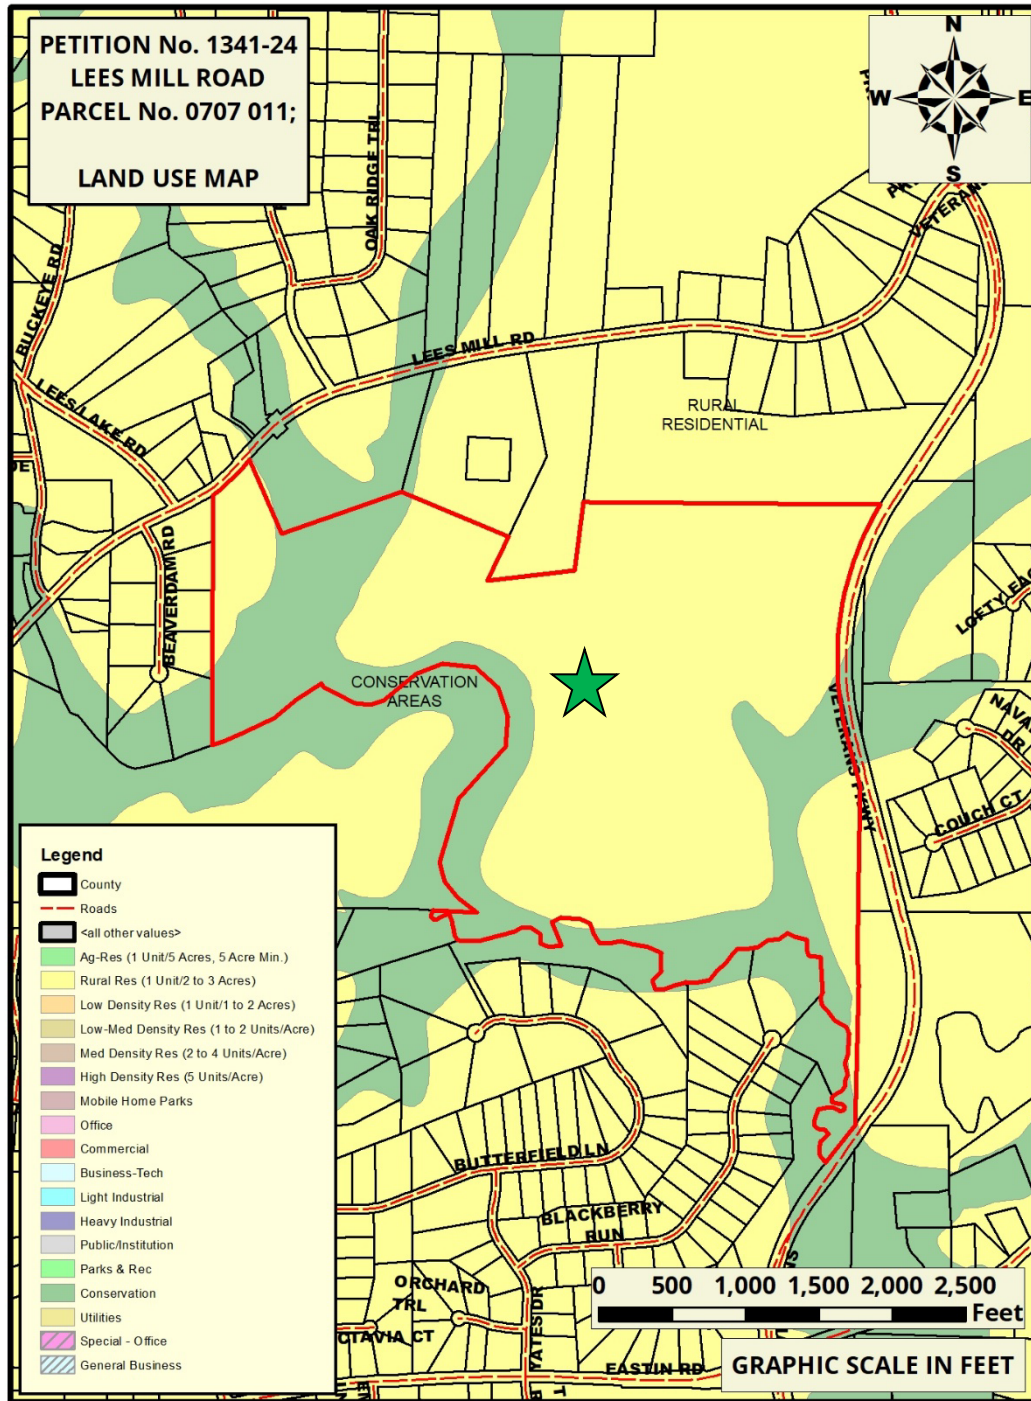 PETITION No. 1341-24
LEES MILL ROAD
PARCEL No. 0707 011;
LAND USE MAP
N
W
E
S
OAK RIDGE TRL
BUCKEYE RD
VETERANS
LEES MILL RD
LEES/LAKE RD
RURAL
RESIDENTIAL
BEAVERDAM RD
CONSERVATION
AREAS
VETERANS PKWY
NAVA
DR
COUCH CT
Legend
County
Roads
<all other values>
Ag-Res (1 Unit/5 Acres, 5 Acre Min.)
Rural Res (1 Unit/2 to 3 Acres)
Low Density Res (1 Unit/1 to 2 Acres)
Low-Med Density Res (1 to 2 Units/Acre)
Med Density Res (2 to 4 Units/Acre)
High Density Res (5 Units/Acre)
Mobile Home Parks
Office
Commercial
Business-Tech
Light Industrial
Heavy Industrial
Public/Institution
Parks & Rec
Conservation
Utilities
Special - Office
General Business
BUTTERFIELD LN
BLACKBERRY
RUN
ORCHARD
TRL
CTAVIA CT
YATES DR
EASTIN RD
0 500 1,000 1,500 2,000 2,500
Feet
GRAPHIC SCALE IN FEET